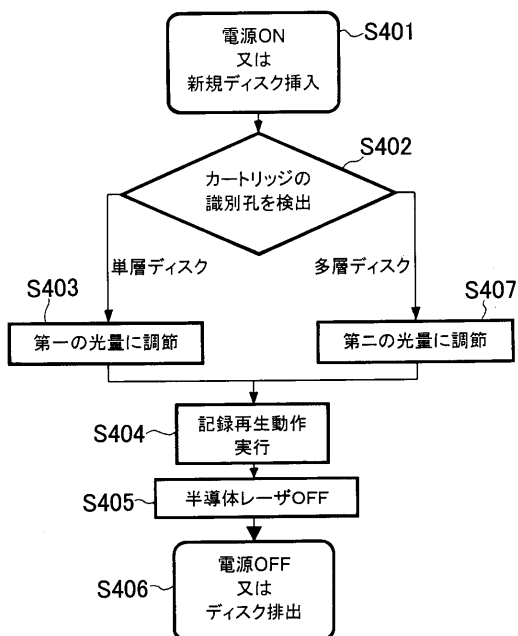 電源ON
又は
新規ディスク挿入
S401
S402
カートリッジの
識別孔を検出
単層ディスク
多層ディスク
S403
S407
第一の光量に調節
第二の光量に調節
S404
記録再生動作
実行
S405
半導体レーザOFF
S406
電源OFF
又は
ディスク排出